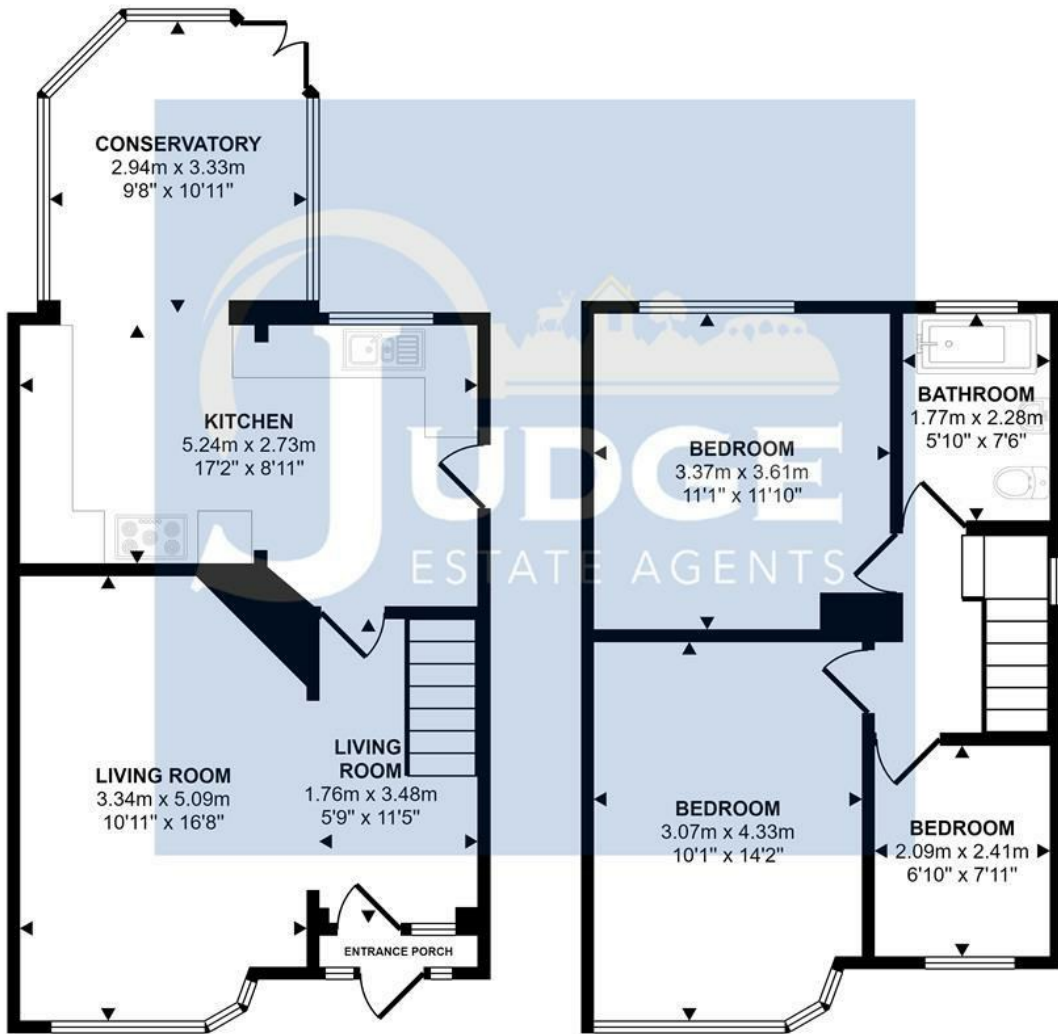 CONSERVATORY
2.94m x 3.33m
9'8" x 10'11"
KITCHEN
5.24m x 2.73m
17'2" x 8'11"
LIVING ROOM
3.34m x 5.09m
10'11" x 16'8"
LIVING
ROOM
1.76m x 3.48m
5'9" x 11'5"
ENTRANCE PORCH
BEDROOM
3.37m x 3.61m
11'1" x 11'10"
BATHROOM
1.77m x 2.28m
5'10" x 7'6"
BEDROOM
3.07m x 4.33m
10'1" x 14'2"
BEDROOM
2.09m x 2.41m
6'10" x 7'11"
JUDGE
ESTATE AGENTS